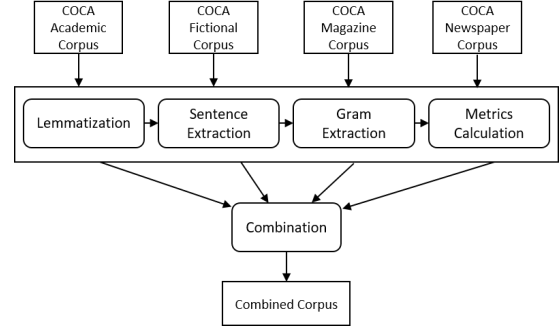 COCA
Academic
Corpus
COCA
Fictional
Corpus
COCA
Magazine
Corpus
COCA
Newspaper
Corpus
Lemmatization
Sentence
Extraction
Gram
Extraction
Metrics
Calculation
Combination
Combined Corpus